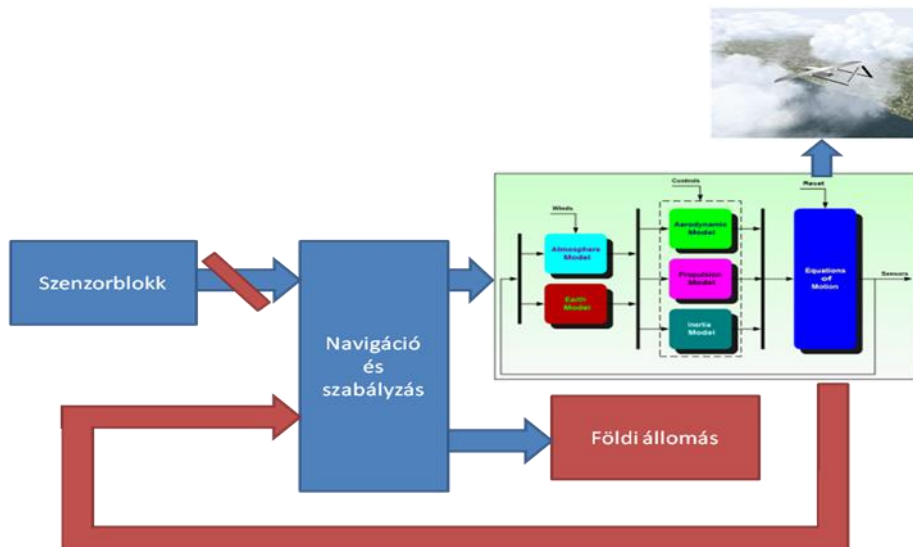 Szenzorblokk
Navigáció
és
szabályzás
Földi állomás
Winds
Controls
Reset
Atmosphere
Model
Earth
Model
Aerodynamic
Model
Propulsion
Model
Inertia
Model
Equations
of
Motion
Sensors